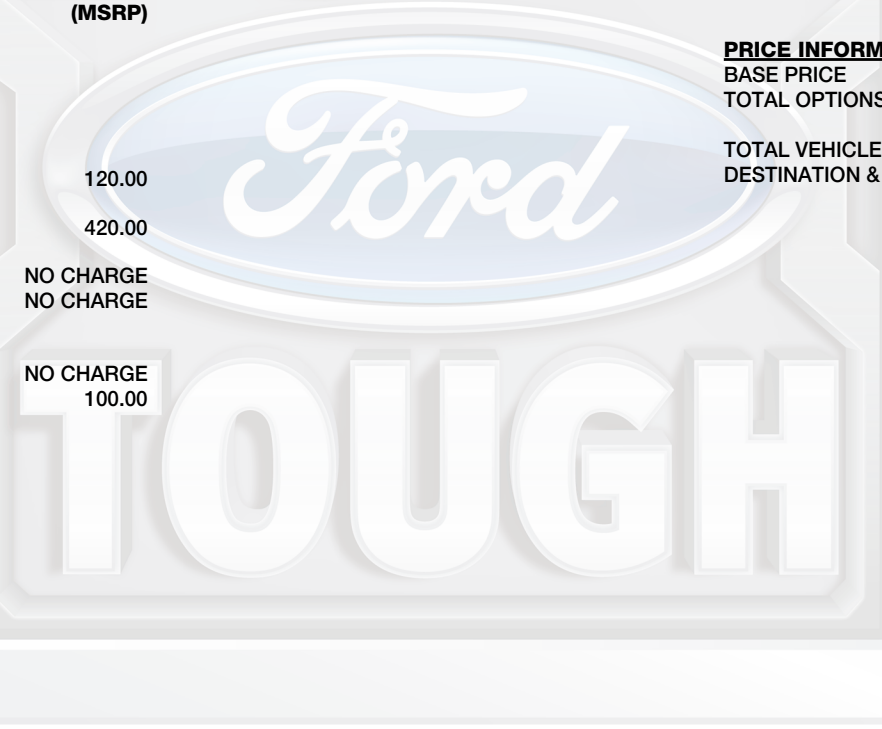 (MSRP)
120.00
420.00
NO CHARGE
NO CHARGE
NO CHARGE
100.00
PRICE INFORM
BASE PRICE
TOTAL OPTIONS
TOTAL VEHICLE
DESTINATION &
Ford
TOUGH